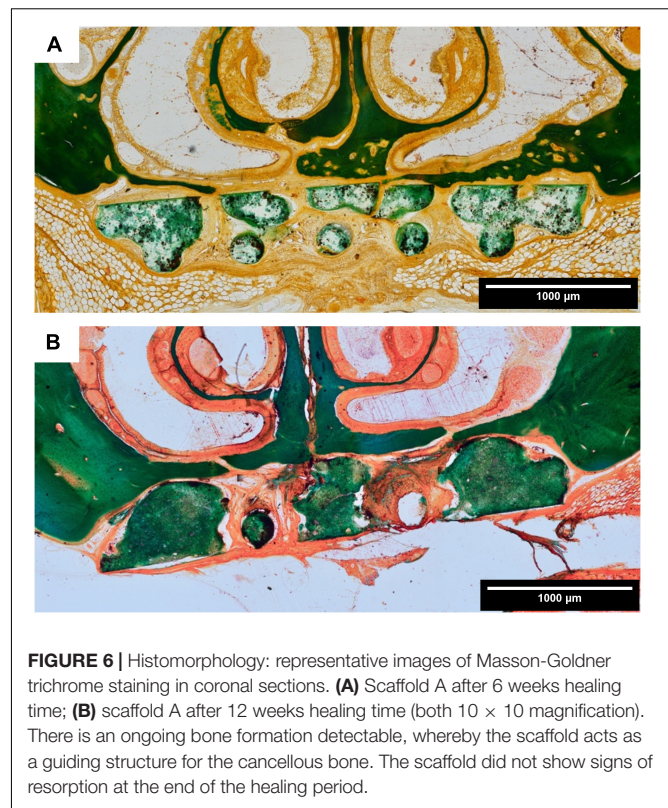 A
1000 µm
B
1000 µm
FIGURE 6 | Histomorphology: representative images of Masson-Goldner
trichrome staining in coronal sections. (A) Scaffold A after 6 weeks healing
time; (B) scaffold A after 12 weeks healing time (both 10 × 10 magnification).
There is an ongoing bone formation detectable, whereby the scaffold acts as
a guiding structure for the cancellous bone. The scaffold did not show signs of
resorption at the end of the healing period.